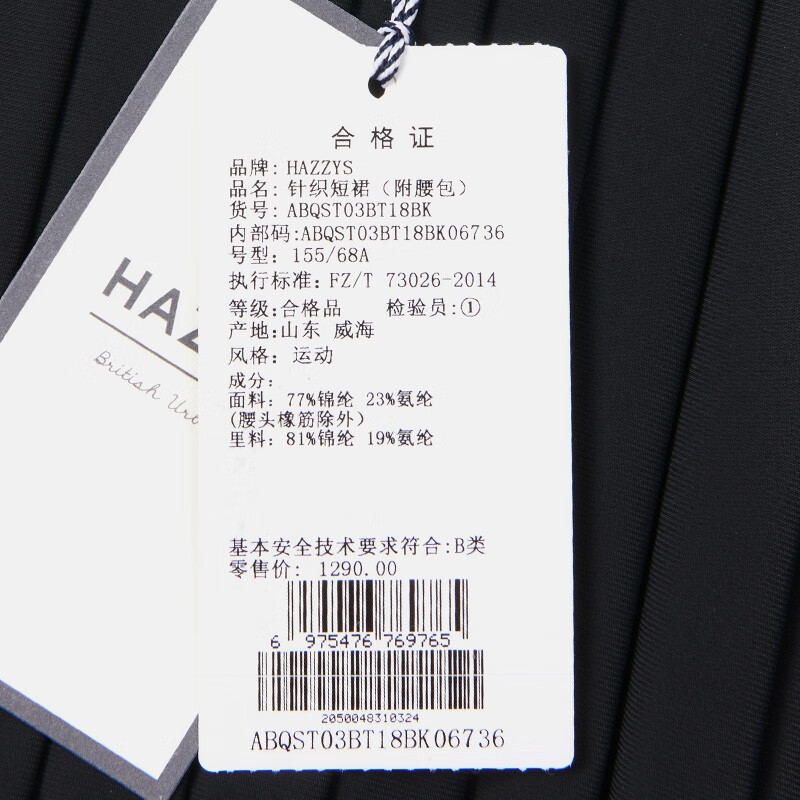 HAZ
British Ur
合格证
品牌: HAZZYS
品名: 针织短裙（附腰包）
货号: ABQST03BT18BK
内部码:ABQST03BT18BK06736
号型: 155/68A
执行标准: FZ/T 73026-2014
等级:合格品 检验员:①
产地:山东 威海
风格: 运动
成分:
面料: 77%锦纶 23%氨纶
(腰头橡筋除外)
里料: 81%锦纶 19%氨纶
基本安全技术要求符合:B类
零售价: 1290.00
6 975476 769765
2050048310324
ABQST03BT18BK06736